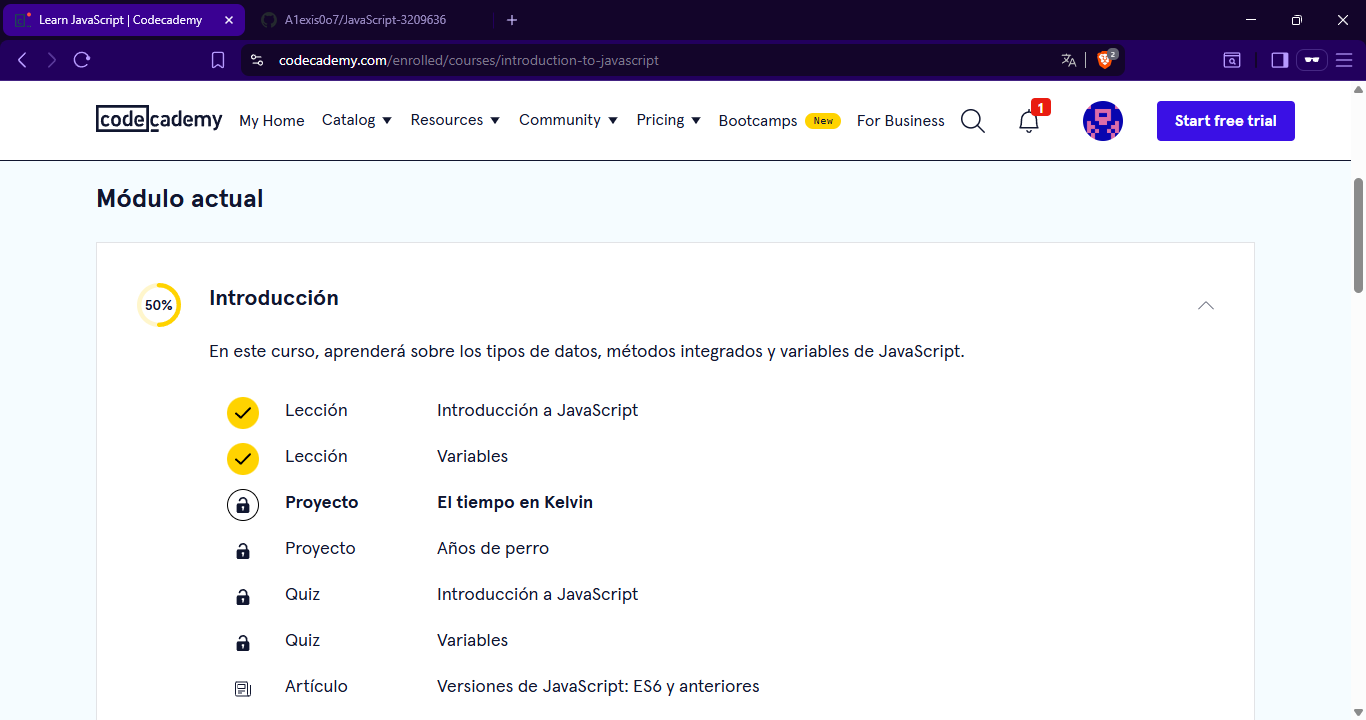 Learn JavaScript | Codecademy
A1exis0o7/JavaScript-3209636
codecademy.com/enrolled/courses/introduction-to-javascript
2
codecademy My Home Catalog Resources Community Pricing Bootcamps New For Business 1 Start free trial
Módulo actual
50% Introducción
En este curso, aprenderá sobre los tipos de datos, métodos integrados y variables de JavaScript.
Lección Introducción a JavaScript
Lección Variables
Proyecto El tiempo en Kelvin
Proyecto Años de perro
Quiz Introducción a JavaScript
Quiz Variables
Artículo Versiones de JavaScript: ES6 y anteriores